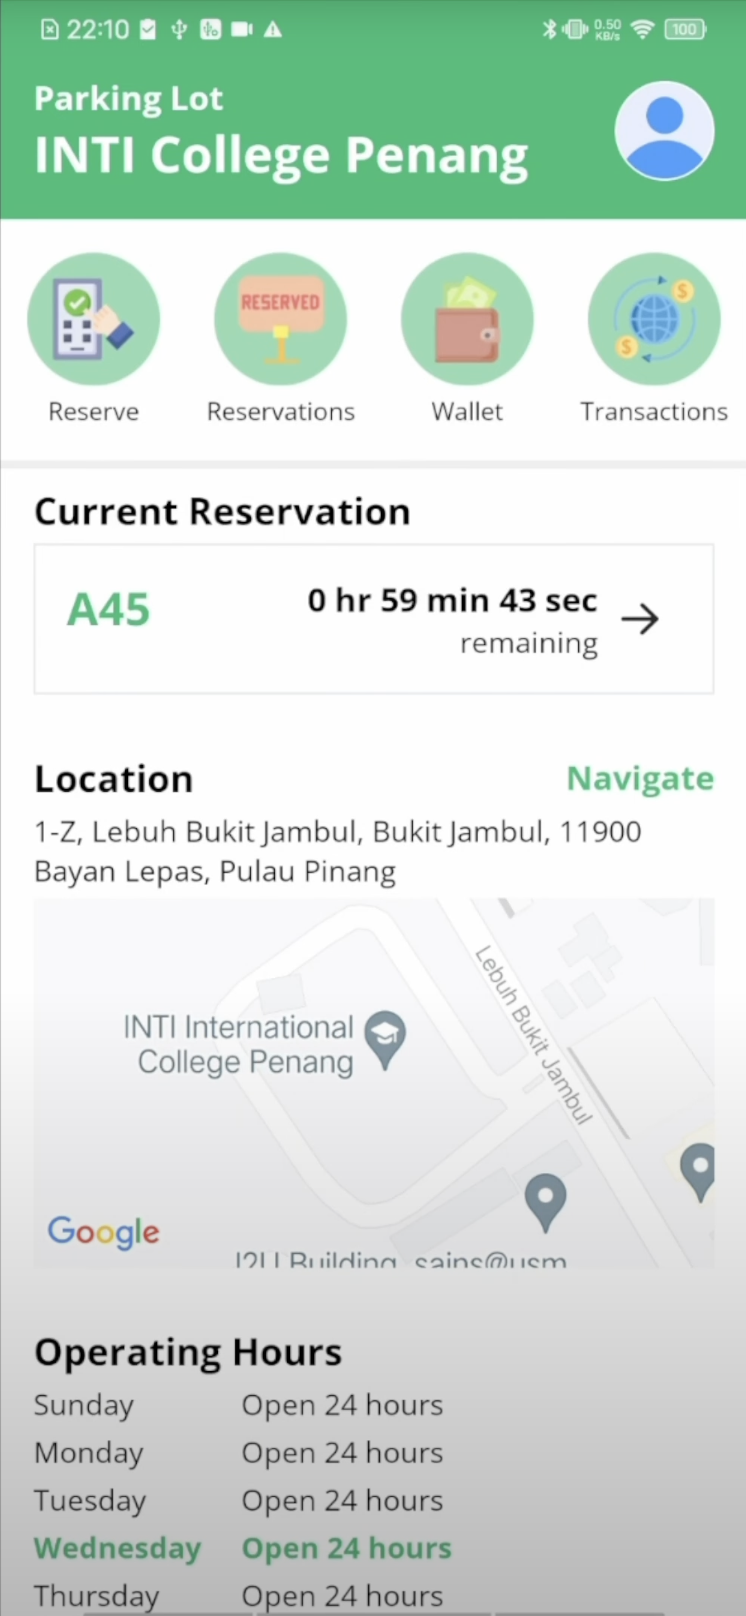 22:10
0.50
KB/s
100
Parking Lot
INTI College Penang
RESERVED
Reserve
Reservations
Wallet
Transactions
Current Reservation
A45
0 hr 59 min 43 sec
remaining
Location
Navigate
1-Z, Lebuh Bukit Jambul, Bukit Jambul, 11900
Bayan Lepas, Pulau Pinang
Lebuh Bukit Jambul
INTI International
College Penang
Google
J2U Building, sains@usm
Operating Hours
Sunday Open 24 hours
Monday Open 24 hours
Tuesday Open 24 hours
Wednesday Open 24 hours
Thursday Open 24 hours